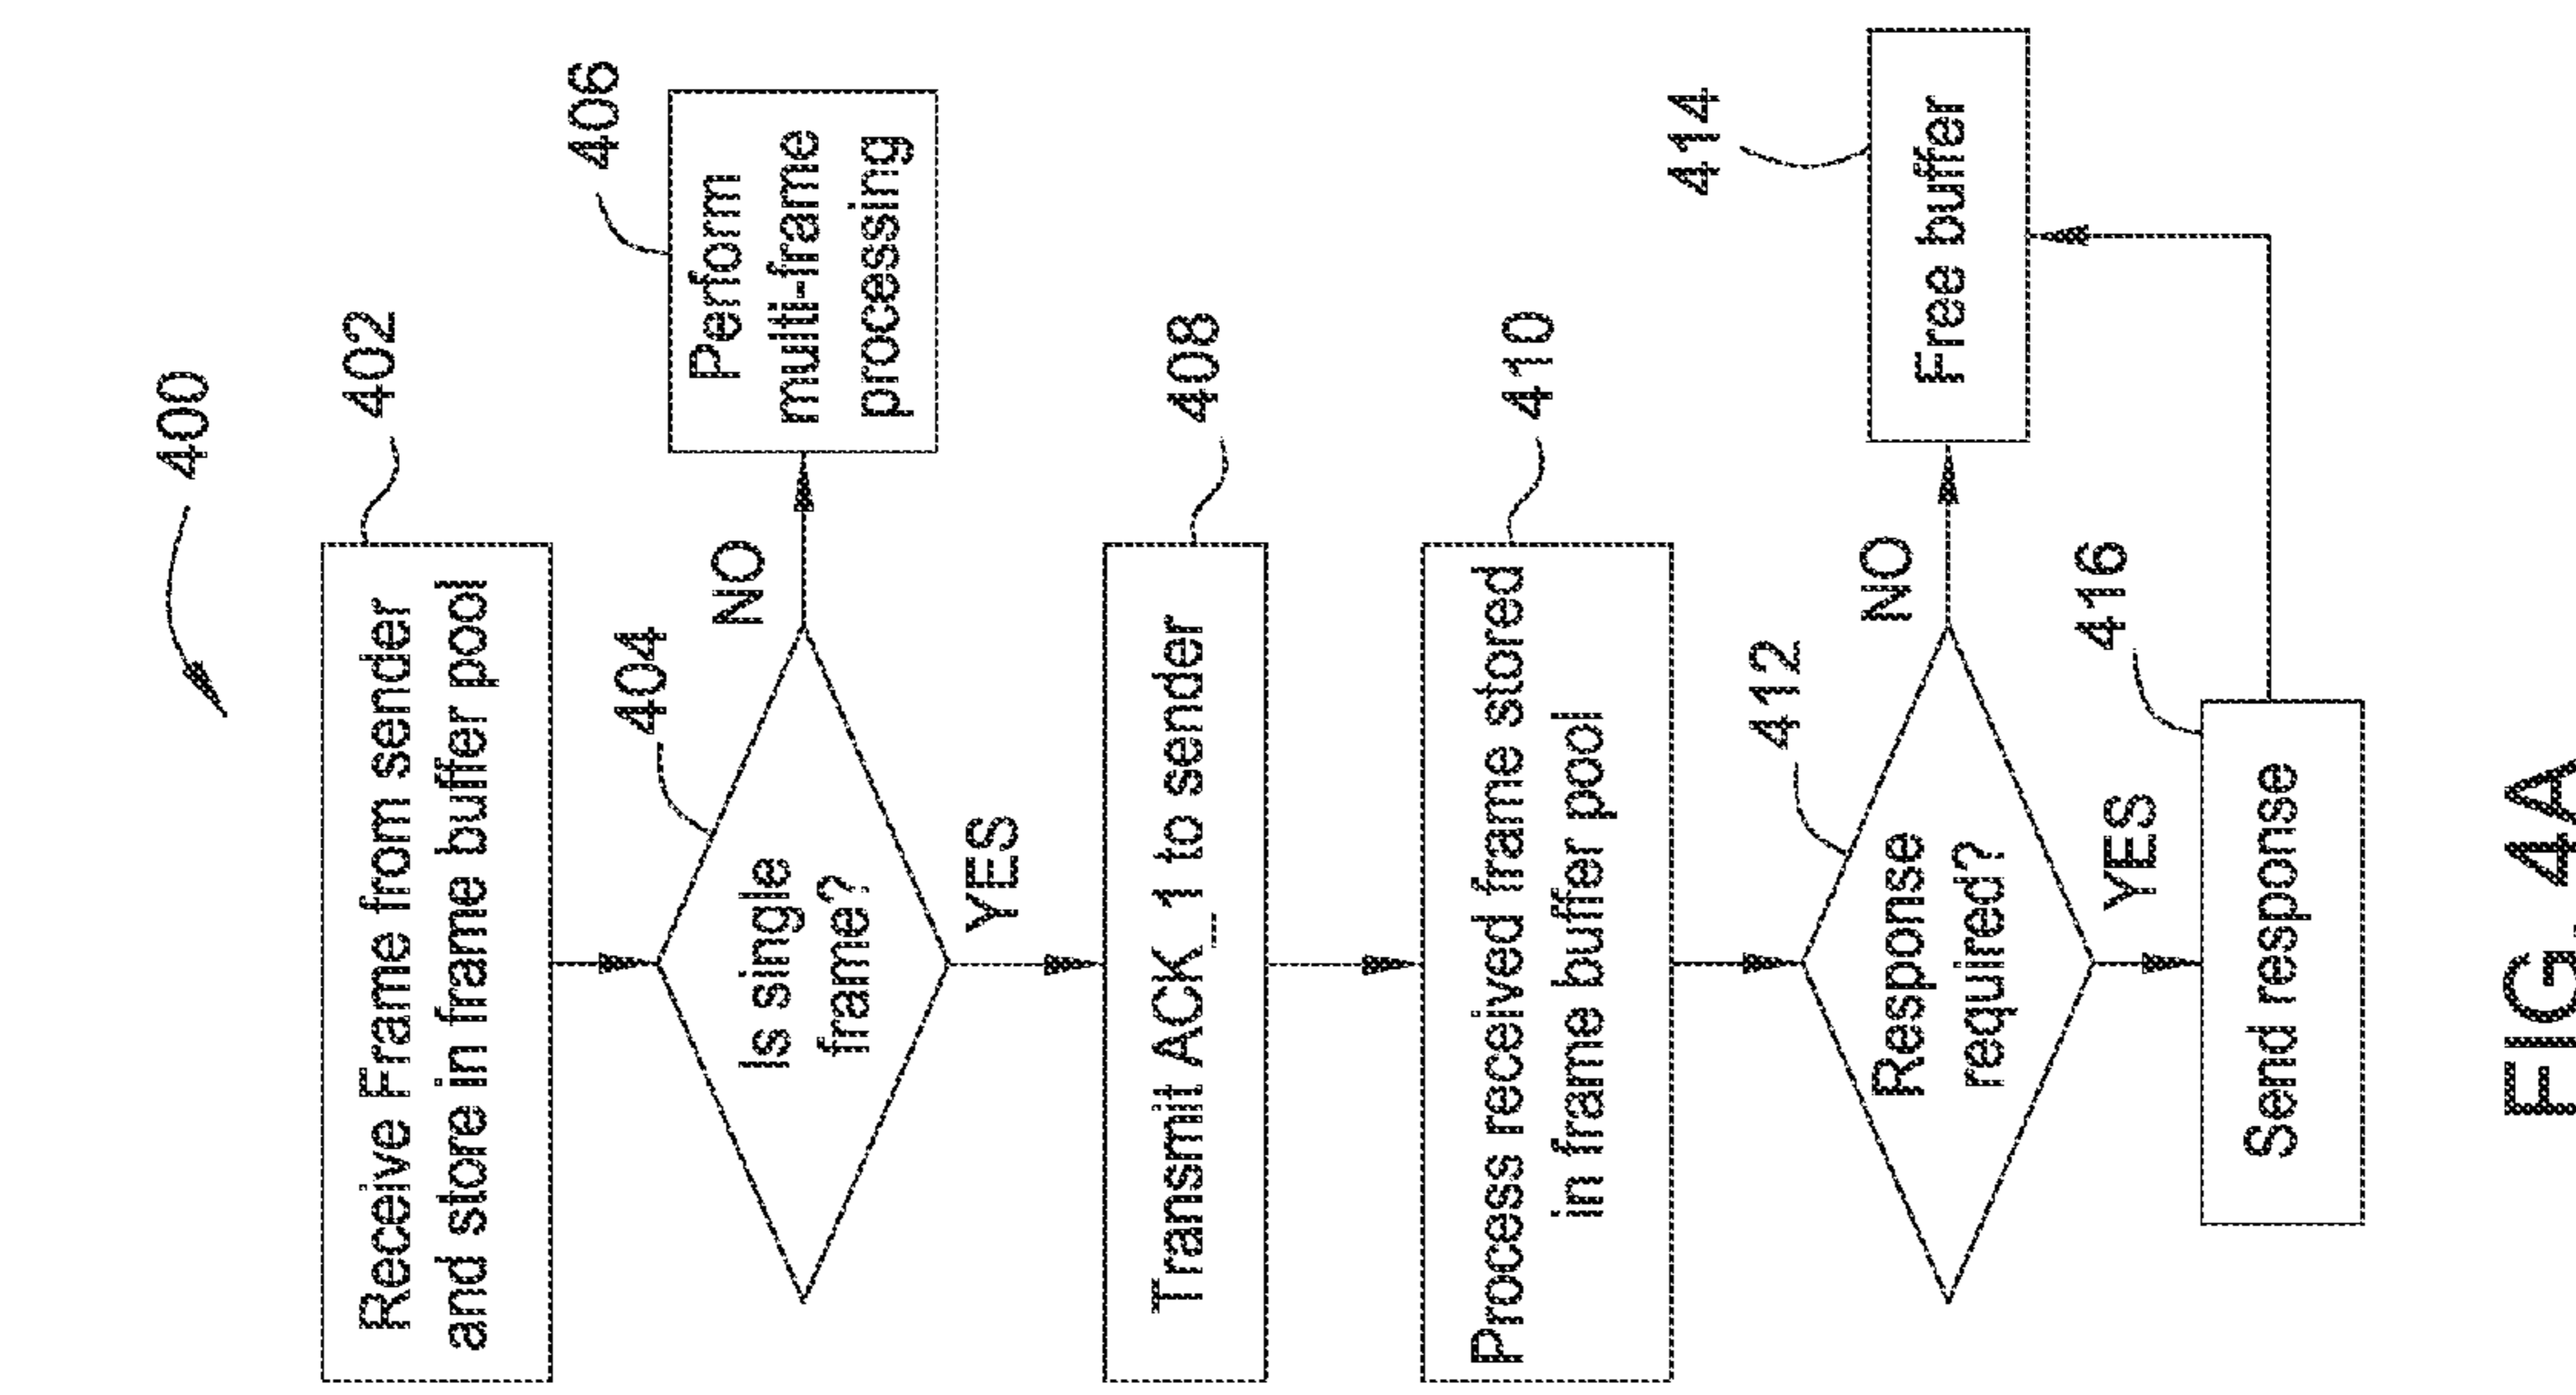 400
402
Receive Frame from sender
and store in frame buffer pool
404
Is single
frame?
NO
406
Perform
multi-frame
processing
YES
408
Transmit ACK_1 to sender
410
Process received frame stored
in frame buffer pool
412
Response
required?
NO
414
Free buffer
YES
416
Send response
FIG. 4A